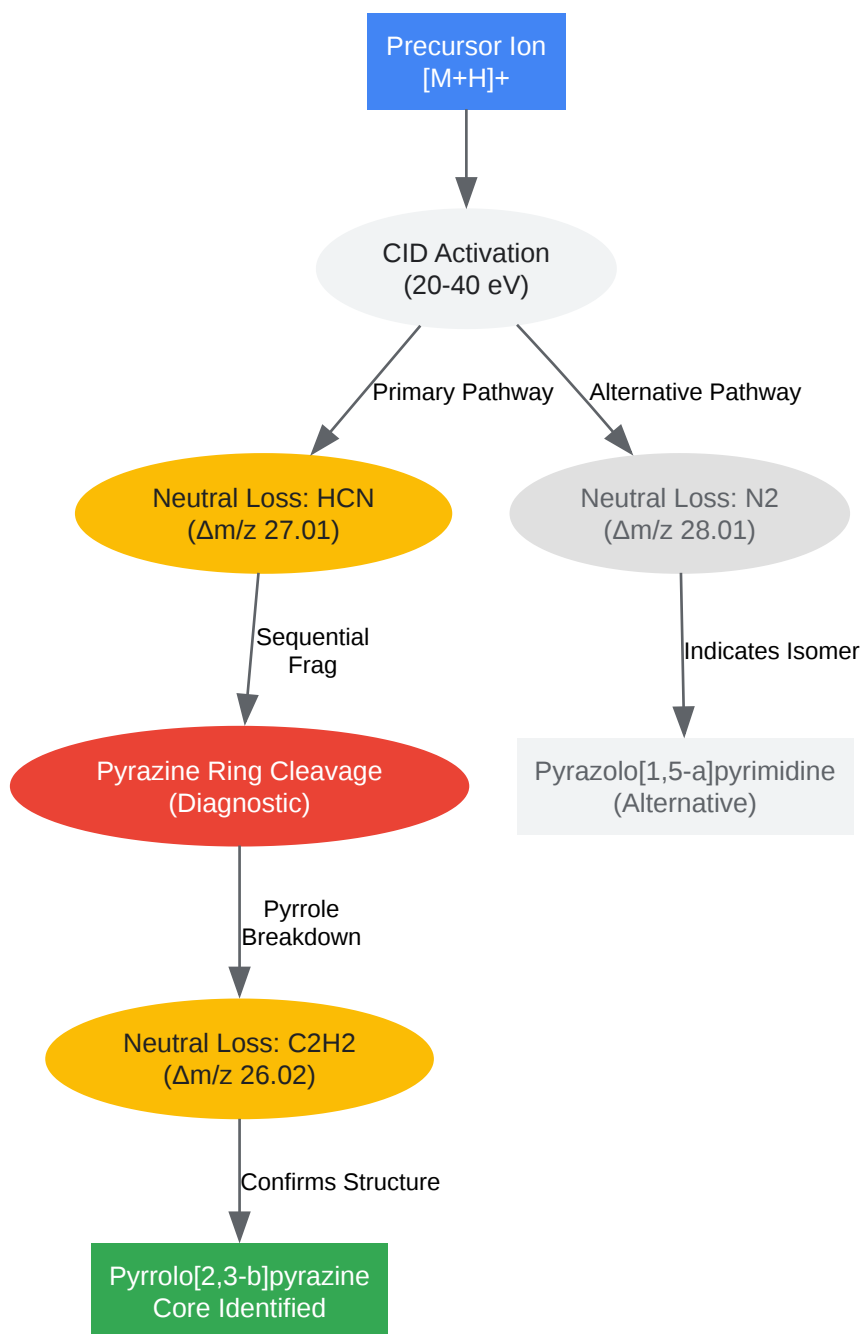 Precursor Ion
[M+H]+
CID Activation
(20-40 eV)
Primary Pathway
Alternative Pathway
Neutral Loss: HCN
(Δm/z 27.01)
Neutral Loss: N2
(Δm/z 28.01)
Sequential
Frag
Indicates Isomer
Pyrazine Ring Cleavage
(Diagnostic)
Pyrazolo[1,5-a]pyrimidine
(Alternative)
Pyrrole
Breakdown
Neutral Loss: C2H2
(Δm/z 26.02)
Confirms Structure
Pyrrolo[2,3-b]pyrazine
Core Identified